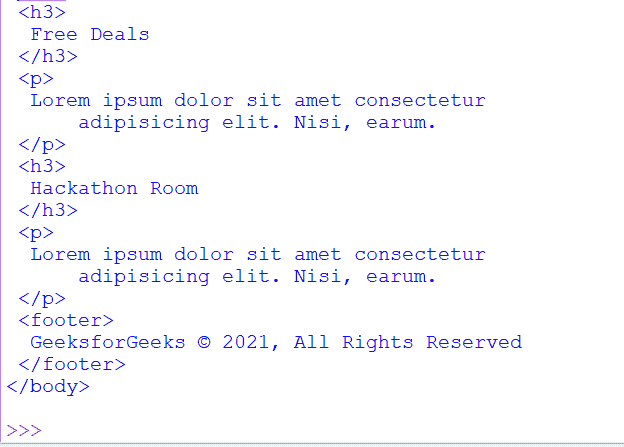 <h3>
Free Deals
</h3>
<p>
Lorem ipsum dolor sit amet consectetur
adipisicing elit. Nisi, earum.
</p>
<h3>
Hackathon Room
</h3>
<p>
Lorem ipsum dolor sit amet consectetur
adipisicing elit. Nisi, earum.
</p>
<footer>
GeeksforGeeks © 2021, All Rights Reserved
</footer>
</body>
>>>